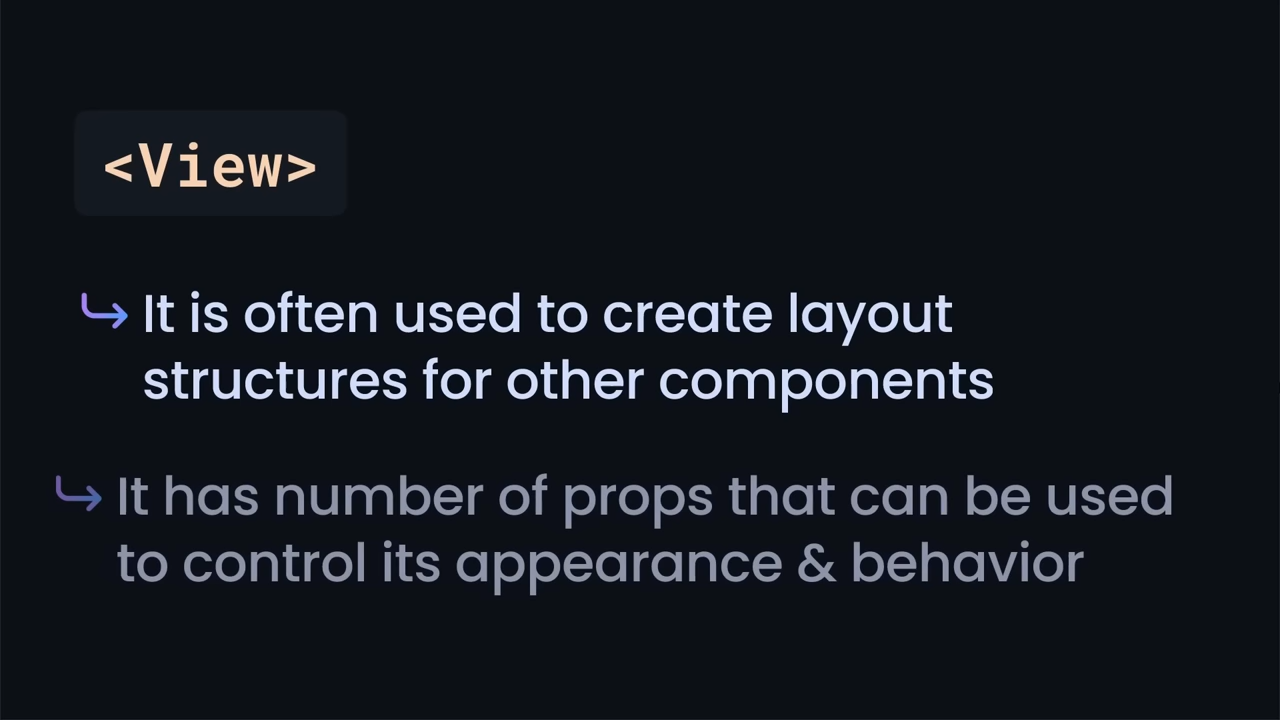 <View>
It is often used to create layout
structures for other components
It has number of props that can be used
to control its appearance & behavior